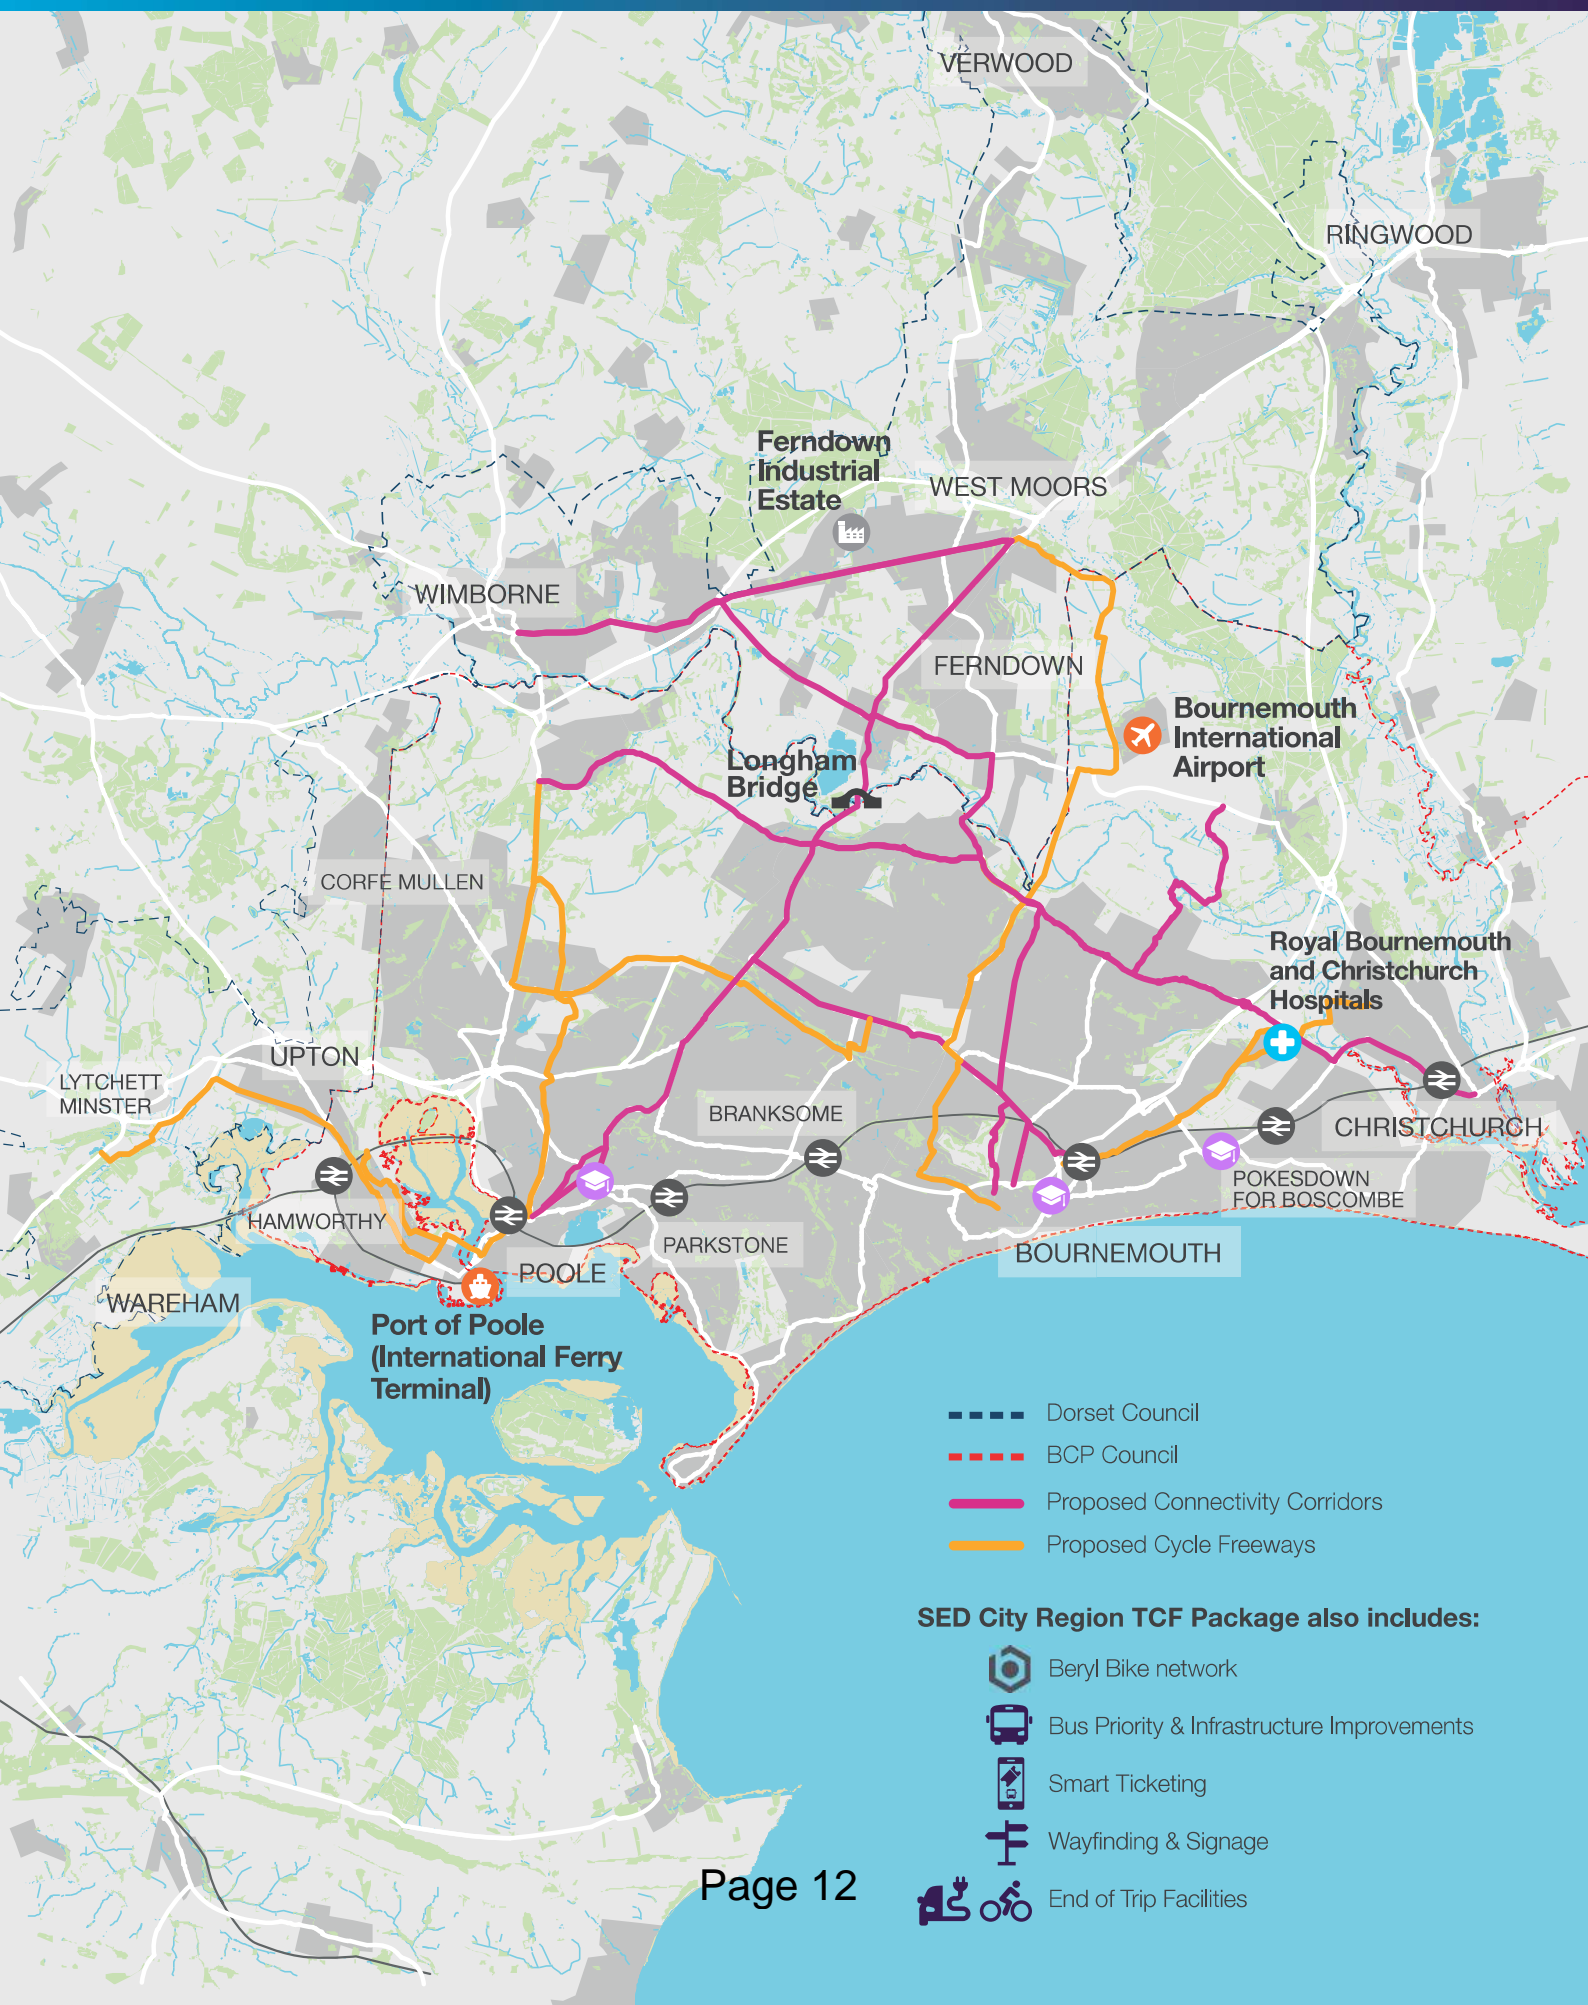 VERWOOD
RINGWOOD
Ferndown
Industrial
Estate
WEST MOORS
WIMBORNE
FERNDOWN
Bournemouth
International
Airport
Longham
Bridge
CORFE MULLEN
Royal Bournemouth
and Christchurch
Hospitals
UPTON
LYTCHETT
MINSTER
BRANKSOME
CHRISTCHURCH
POKESDOWN
FOR BOSCOMBE
HAMWORTHY
PARKSTONE
BOURNEMOUTH
POOLE
WAREHAM
Port of Poole
(International Ferry
Terminal)
Dorset Council
BCP Council
Proposed Connectivity Corridors
Proposed Cycle Freeways
SED City Region TCF Package also includes:
Beryl Bike network
Bus Priority & Infrastructure Improvements
Smart Ticketing
Wayfinding & Signage
End of Trip Facilities
Page 12